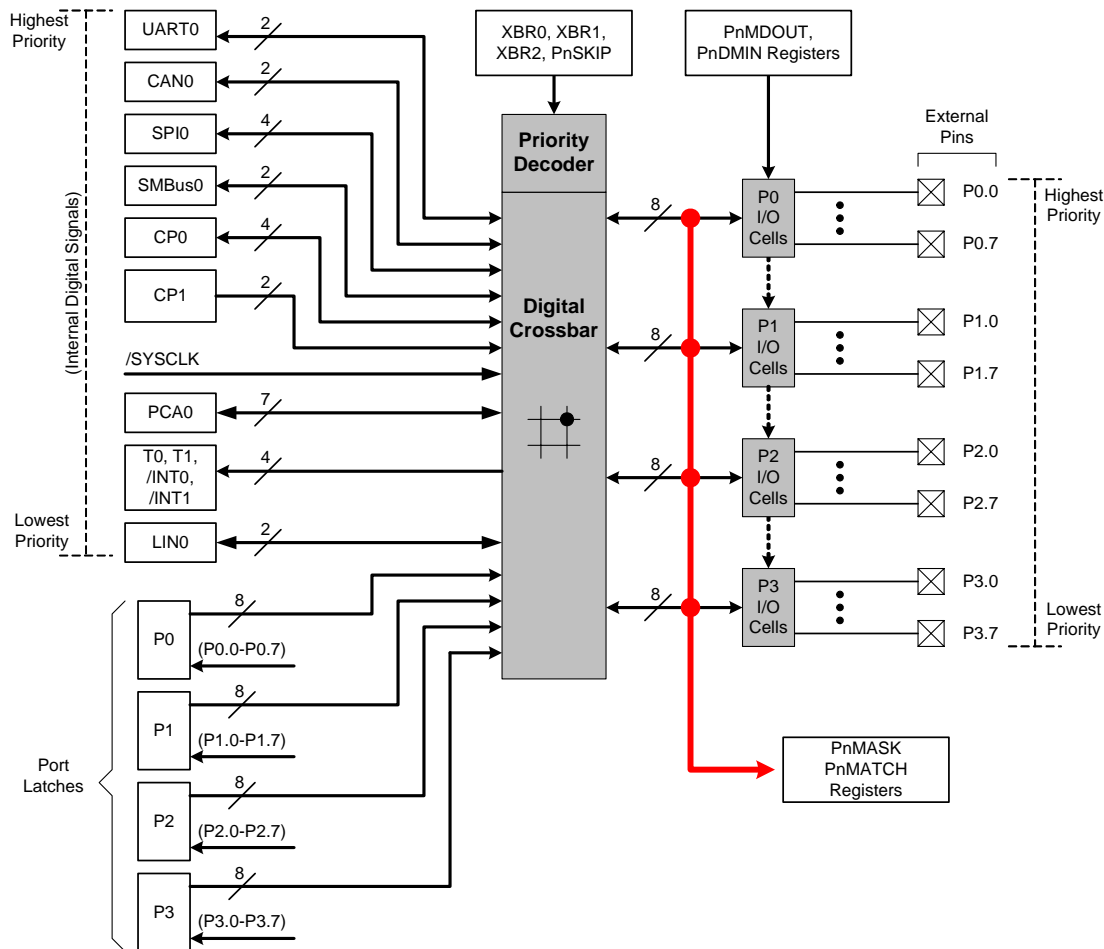 Highest
Priority
(Internal Digital Signals)
Lowest
Priority
UART0
2
CAN0
2
SPI0
4
SMBus0
2
CP0
4
CP1
2
/SYSCLK
PCA0
7
T0, T1,
/INT0,
/INT1
4
LIN0
2
Port
Latches
P0
8
(P0.0-P0.7)
P1
8
(P1.0-P1.7)
P2
8
(P2.0-P2.7)
P3
8
(P3.0-P3.7)
XBR0, XBR1,
XBR2, PnSKIP
Priority
Decoder
Digital
Crossbar
8
8
8
8
PnMDOUT,
PnDMIN Registers
P0
I/O
Cells
P1
I/O
Cells
P2
I/O
Cells
P3
I/O
Cells
External
Pins
P0.0
P0.7
P1.0
P1.7
P2.0
P2.7
P3.0
P3.7
Highest
Priority
Lowest
Priority
PnMASK
PnMATCH
Registers